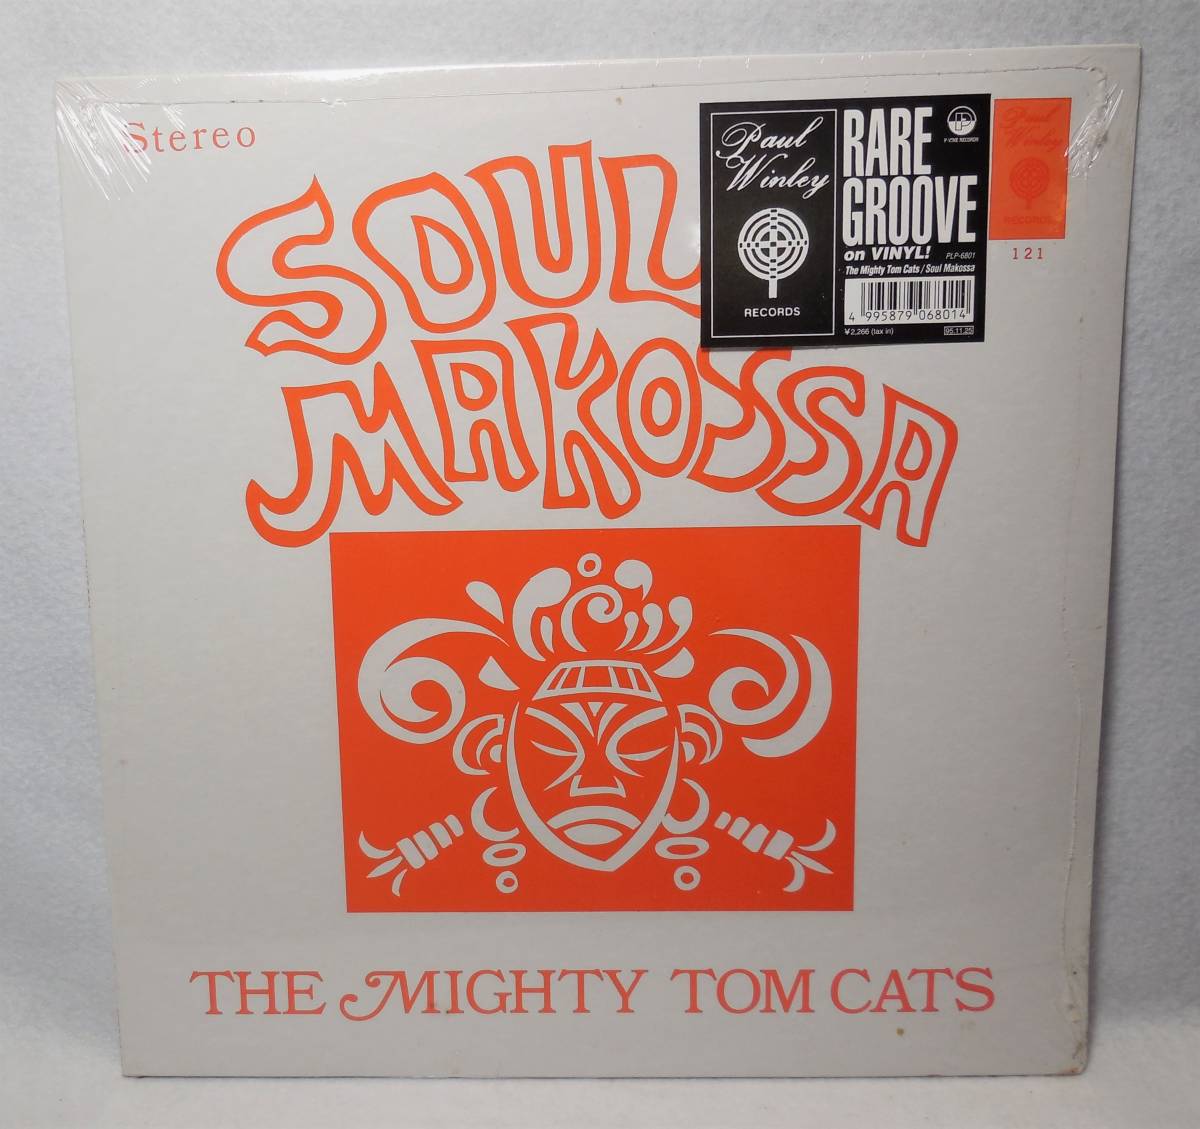 Stereo
SOUL
MAKOSSA
Paul
Winley
RECORDS
RARE
GROOVE
on VINYL!
PLP-6801
The Mighty Tom Cats / Soul Makossa
4 995879 068014
¥2,266 (tax in)
95.11.25
P-VINE RECORDS
Paul
Winley
RECORDS
121
THE MIGHTY TOM CATS